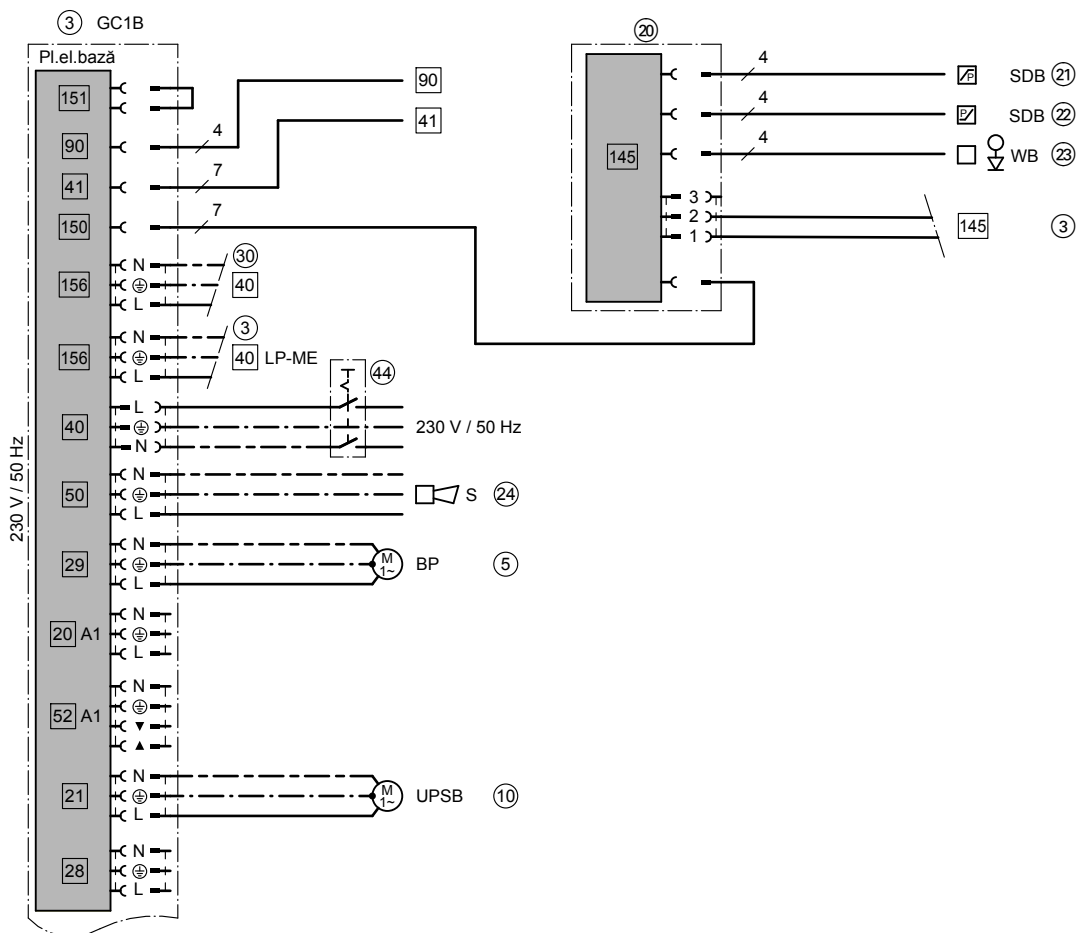 3 GC1B
Pl.el.bază
20
151
90
41
150
4
7
7
90
41
156
N
L
30
40
156
N
L
3
40 LP-ME
44
40
L
N
230 V / 50 Hz
230 V / 50 Hz
50
N
L
S 24
29
N
L
M
1~
BP 5
20 A1
N
L
52 A1
N
▼
▲
21
N
L
M
1~
UPSB 10
28
N
L
145
4
P SDB 21
4
P SDB 22
4
WB 23
3
2
1
145 3